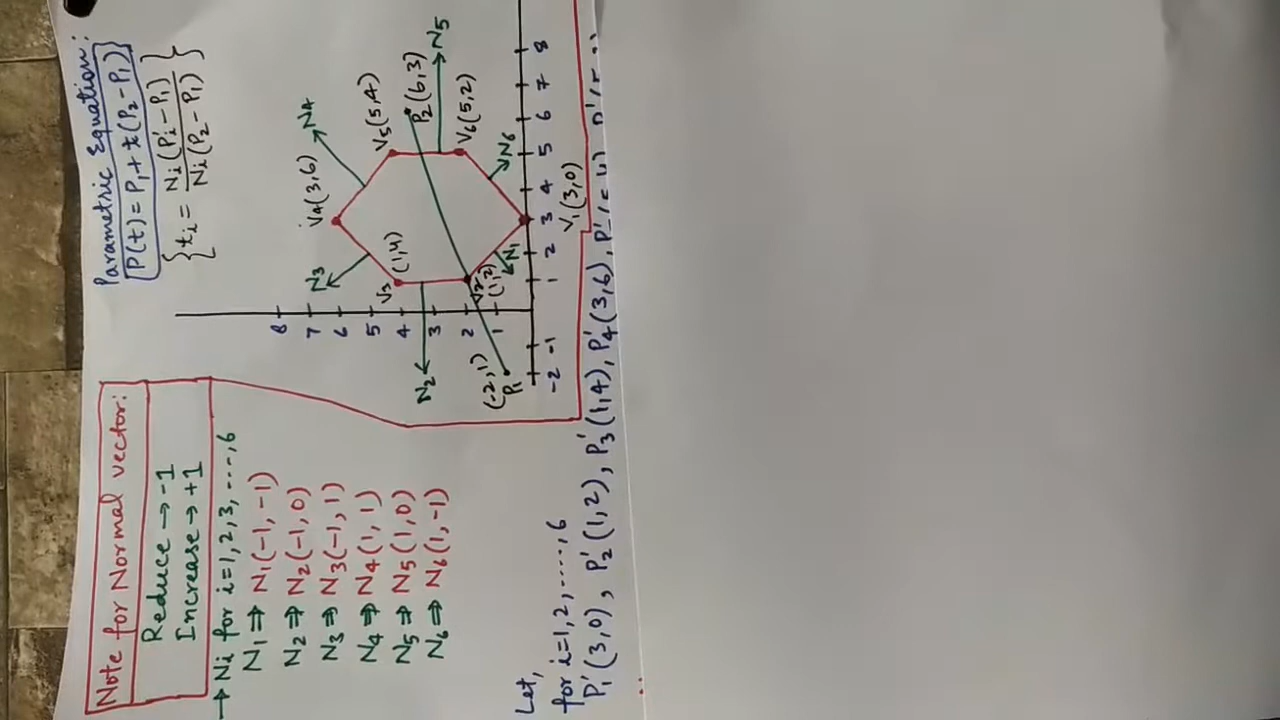 Note for Normal vector:
Reduce → -1
Increase → +1
→ Ni for i=1,2,3, ----,6
N1 ⇒ N1(-1, -1)
N2 ⇒ N2(-1, 0)
N3 ⇒ N3(-1, 1)
N4 ⇒ N4(1, 1)
N5 ⇒ N5(1, 0)
N6 ⇒ N6(1, -1)
Parametric Equation:
P(t) = P1 + t(P2 - P1)
{ti = Ni(P'i - P1) / Ni(P2 - P1)}
8
7
6
5
4
3
2
1
-2 -1 1 2 3 4 5 6 7 8
N3
N4
V4(3,6)
V3 (1,4)
V5(5,4)
N2
P2(6,3)
N5
V2 (1,2)
V6(5,2)
(-2,1)
P1
N1
N6
V1(3,0)
Let,
for i=1,2, ----,6
P'1(3,0), P'2(1,2), P'3(1,4), P'4(3,6),